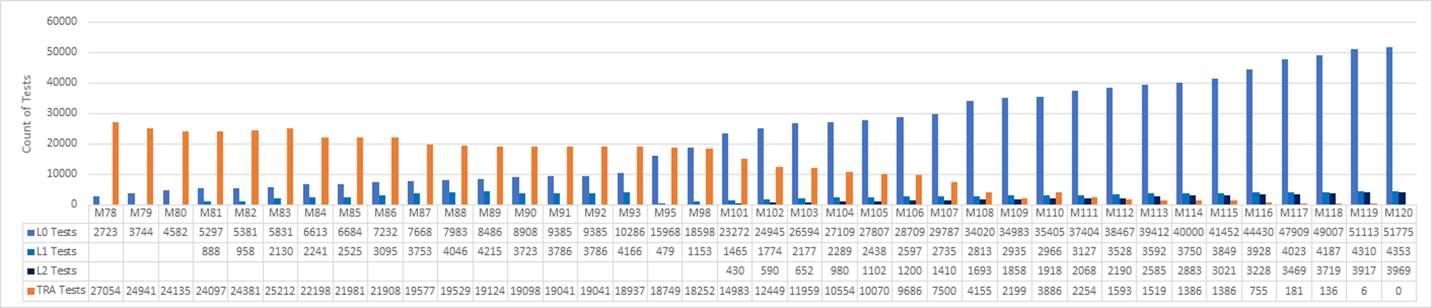 60000
50000
40000
30000
20000
10000
0
Count of Tests
M78 M79 M80 M81 M82 M83 M84 M85 M86 M87 M88 M89 M90 M91 M92 M93 M95 M98 M101 M102 M103 M104 M105 M106 M107 M108 M109 M110 M111 M112 M113 M114 M115 M116 M117 M118 M119 M120
L0 Tests 2723 3744 4582 5297 5381 5831 6613 6684 7232 7668 7983 8486 8908 9385 9385 10286 15968 18598 23272 24945 26594 27109 27807 28709 29787 34020 34983 35405 37404 38467 39412 40000 41452 44430 47909 49007 51113 51775
L1 Tests 888 958 2130 2241 2525 3095 3753 4046 4215 3723 3786 3786 4166 479 1153 1465 1774 2177 2289 2438 2597 2735 2813 2935 2966 3127 3528 3592 3750 3849 3928 4023 4187 4310 4353
L2 Tests 430 590 652 980 1102 1200 1410 1693 1858 1918 2068 2190 2585 2883 3021 3228 3469 3719 3917 3969
TRA Tests 27054 24941 24135 24097 24381 25212 22198 21981 21908 19577 19529 19124 19098 19041 19041 18937 18749 18252 14983 12449 11959 10554 10070 9686 7500 4155 2199 3886 2254 1593 1519 1386 1386 755 181 136 6 0